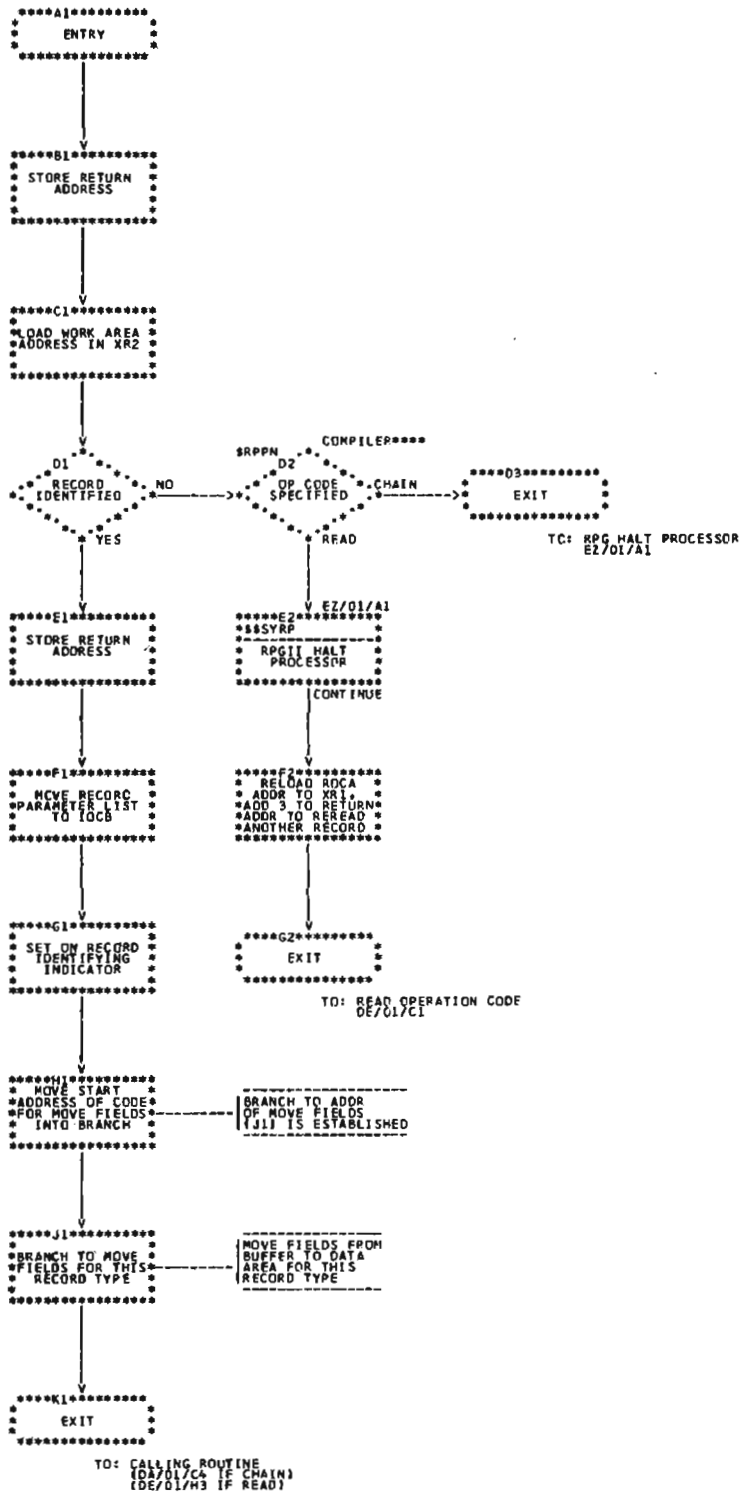 A1
ENTRY
B1
STORE RETURN
ADDRESS
C1
LOAD WORK AREA
ADDRESS IN XR2
D1
RECORD
IDENTIFIED
NO
YES
$RPPN
COMPILER****
D2
OP CODE
SPECIFIED
CHAIN
READ
D3
EXIT
TO: RPG HALT PROCESSOR
EZ/01/A1
E1
STORE RETURN
ADDRESS
EZ/01/A1
E2
$$SYRP
RPGII HALT
PROCESSOR
CONTINUE
F1
MOVE RECORD
PARAMETER LIST
TO IOCB
F2
RELOAD RDCA
ADDR TO XR1,
ADD 3 TO RETURN
ADDR TO REREAD
ANOTHER RECORD
G1
SET ON RECORD
IDENTIFYING
INDICATOR
G2
EXIT
TO: READ OPERATION CODE
DE/01/C1
H1
MOVE START
ADDRESS OF CODE
FOR MOVE FIELDS
INTO BRANCH
BRANCH TO ADDR
OF MOVE FIELDS
(J1) IS ESTABLISHED
J1
BRANCH TO MOVE
FIELDS FOR THIS
RECORD TYPE
MOVE FIELDS FROM
BUFFER TO DATA
AREA FOR THIS
RECORD TYPE
K1
EXIT
TO: CALLING ROUTINE
(DA/01/C4 IF CHAIN)
(DE/01/H3 IF READ)